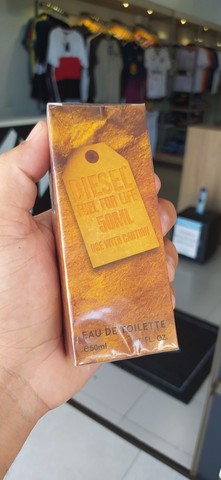 DIESEL
FUEL FOR LIFE
50ML
USE WITH CAUTION
EAU DE TOILETTE
℮50ml FL. OZ.